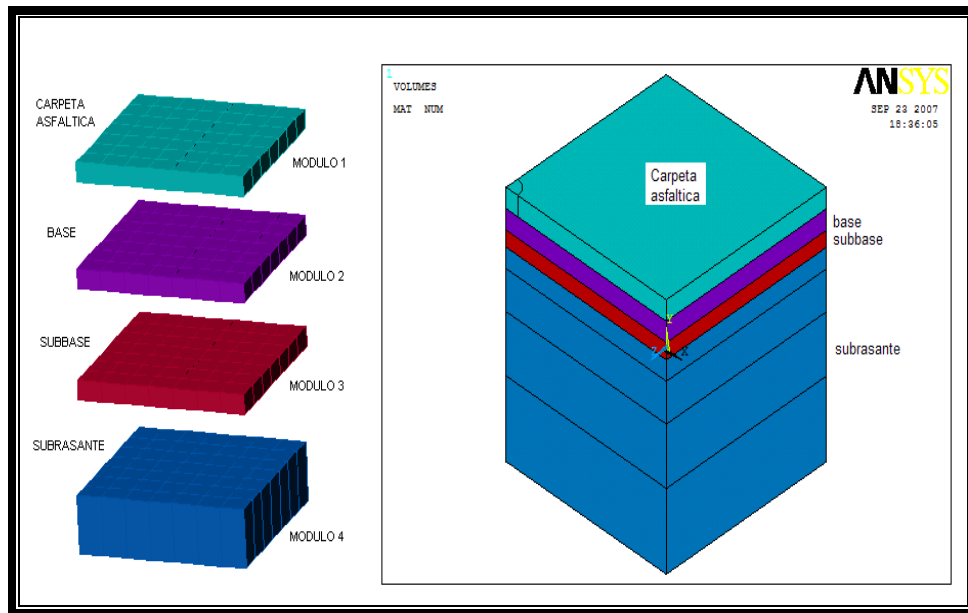 CARPETA
ASFALTICA
MODULO 1
BASE
MODULO 2
SUBBASE
MODULO 3
SUBRASANTE
MODULO 4
1
VOLUMES
MAT NUM
ANSYS
SEP 23 2007
18:36:05
Carpeta
asfaltica
base
subbase
subrasante
Y
Z
X